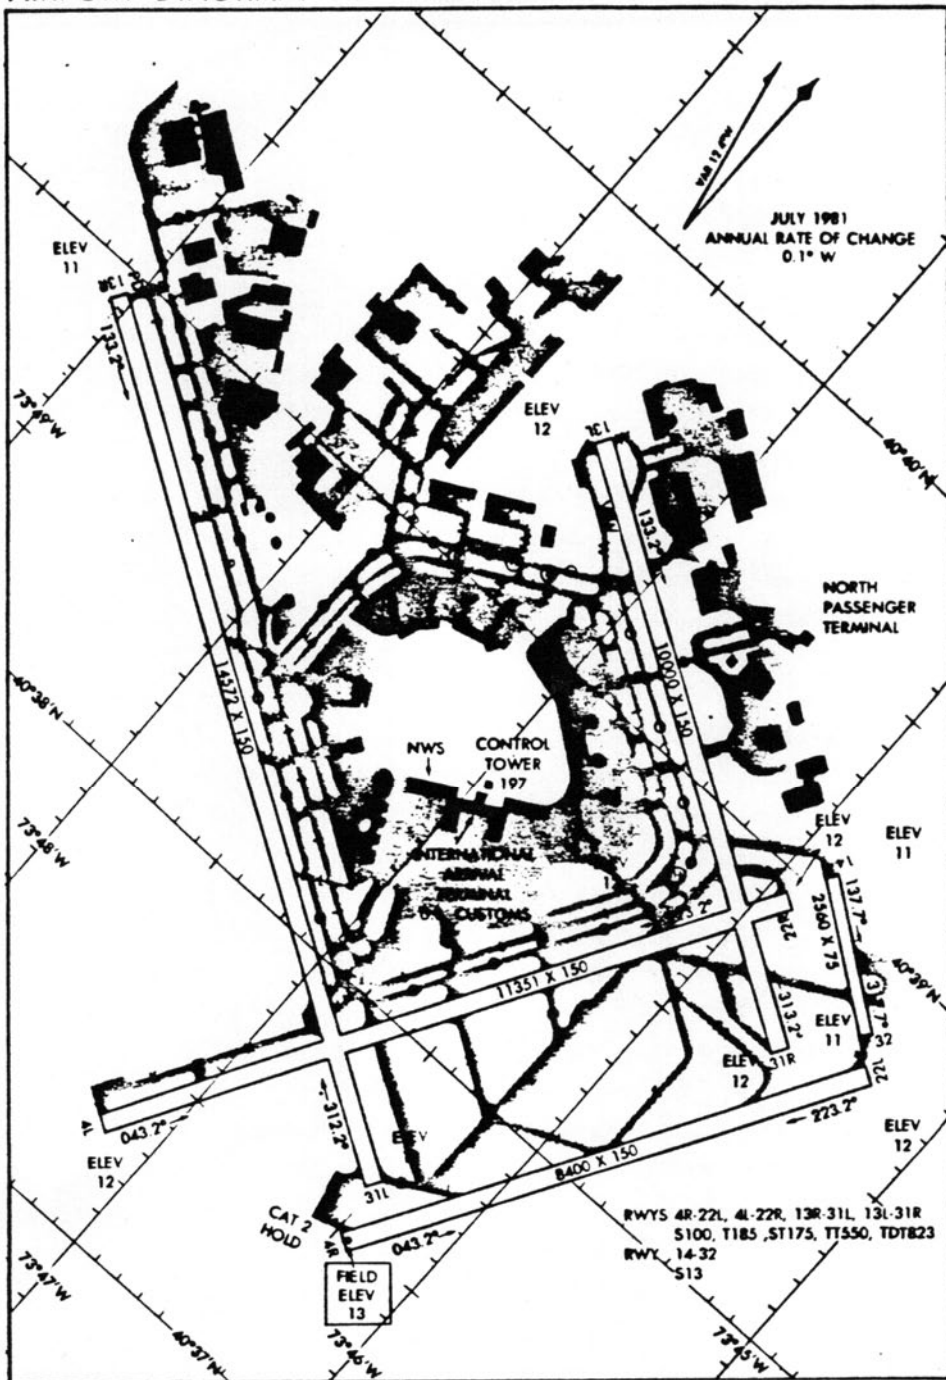 VAR 12.4°W
JULY 1981
ANNUAL RATE OF CHANGE
0.1° W
ELEV
11
13R
133.2°
73°49'W
ELEV
12
13L
40°40'N
133.2°
NORTH
PASSENGER
TERMINAL
14572 X 150
10000 X 150
40°38'N
NWS
CONTROL
TOWER
197
73°48'W
INTERNATIONAL
ARRIVAL
TERMINAL
CUSTOMS
ELEV
12
ELEV
11
14
137.7°
2560 X 75
22R
40°39'N
11351 X 150
313.2°
ELEV
11
32
ELEV
12
31R
22L
4L
043.2°
312.2°
223.2°
ELEV
12
ELEV
ELEV
12
8400 X 150
31L
CAT 2
HOLD
4R
043.2°
RWYS 4R-22L, 4L-22R, 13R-31L, 13L-31R
S100, T185, ST175, TT550, TDT823
RWY 14-32
S13
FIELD
ELEV
13
73°47'W
40°37'N
73°46'W
73°45'W